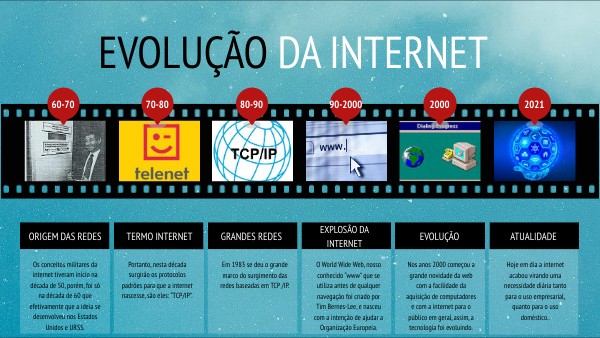 EVOLUÇÃO DA INTERNET
60-70
70-80
80-90
90-2000
2000
2021
telenet
TCP/IP
www.
ORIGEM DAS REDES
Os conceitos militares da
internet tiveram início na
década de 50, porém, foi só
na década de 60 que
efetivamente que a ideia se
desenvolveu nos Estados
Unidos e URSS.
TERMO INTERNET
Portanto, nesta década
surgirão os protocolos
padrões para que a internet
nascesse, são eles: "TCP/IP".
GRANDES REDES
Em 1983 se deu o grande
marco do surgimento das
redes baseadas em TCP /IP.
EXPLOSÃO DA
INTERNET
O World Wide Web, nosso
conhecido "www" que se
utiliza antes de qualquer
navegação foi criado por
Tim Bernes-Lee, e nasceu
com a intenção de ajudar a
Organização Europeia.
EVOLUÇÃO
Nos anos 2000 começou a
grande novidade da web
com a facilidade da
aquisição de computadores
e com a internet para o
público em geral, assim, a
tecnologia foi evoluindo.
ATUALIDADE
Hoje em dia a internet
acabou virando uma
necessidade diária tanto
para o uso empresarial,
quanto para o uso
doméstico.